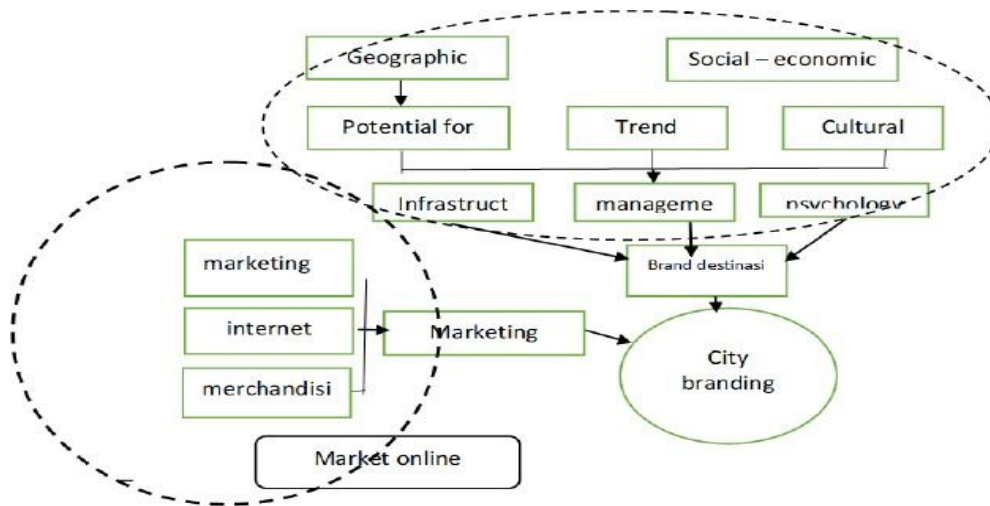 Geographic
Social – economic
Potential for
Trend
Cultural
Infrastruct
manageme
psychology
marketing
Brand destinasi
internet
Marketing
City
branding
merchandisi
Market online